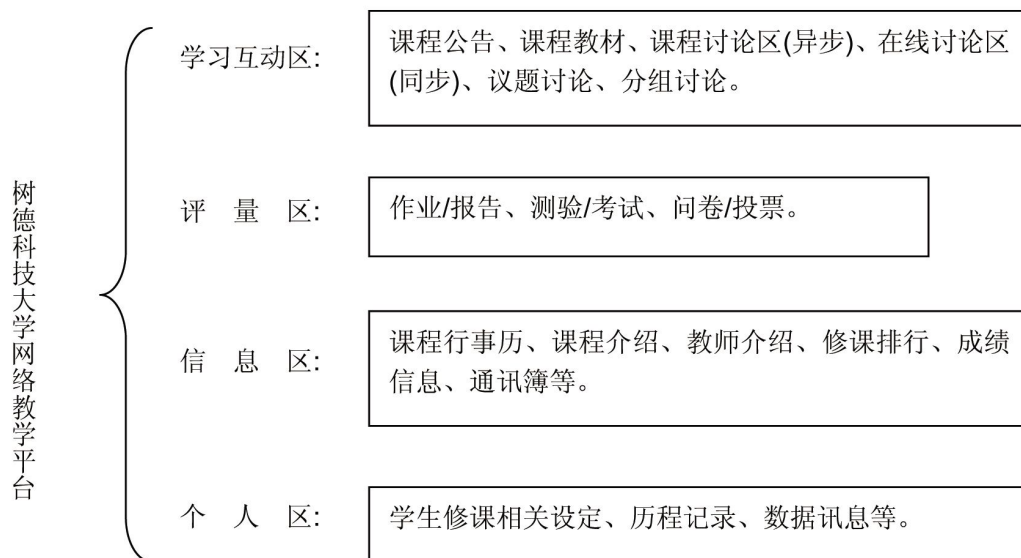 树德科技大学网络教学平台
学习互动区:
课程公告、课程教材、课程讨论区(异步)、在线讨论区
(同步)、议题讨论、分组讨论。
评 量 区:
作业/报告、测验/考试、问卷/投票。
信 息 区:
课程行事历、课程介绍、教师介绍、修课排行、成绩
信息、通讯簿等。
个 人 区:
学生修课相关设定、历程记录、数据讯息等。